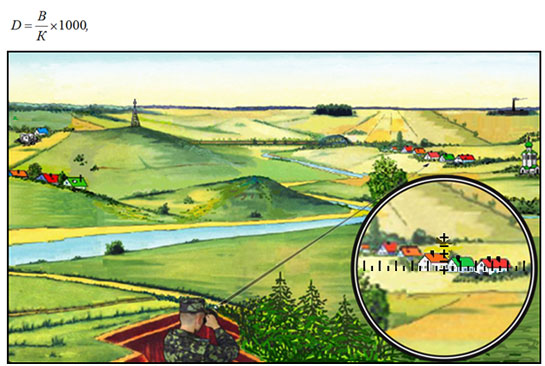 D = B/K ×1000,